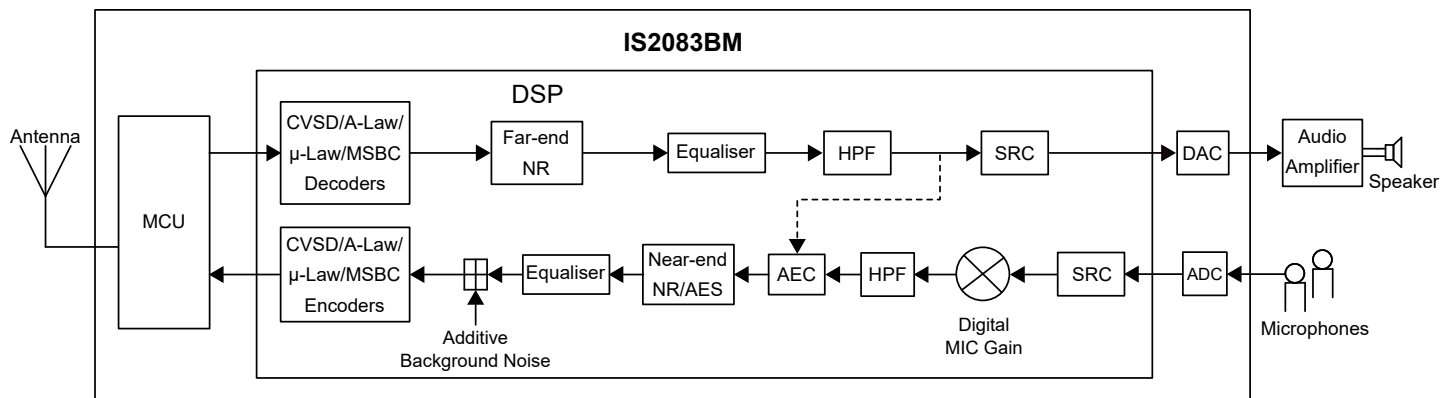 IS2083BM
DSP
Antenna
MCU
CVSD/A-Law/
μ-Law/MSBC
Decoders
Far-end
NR
Equaliser
HPF
SRC
DAC
Audio
Amplifier
Speaker
CVSD/A-Law/
μ-Law/MSBC
Encoders
Additive
Background Noise
Equaliser
Near-end
NR/AES
AEC
HPF
Digital
MIC Gain
SRC
ADC
Microphones